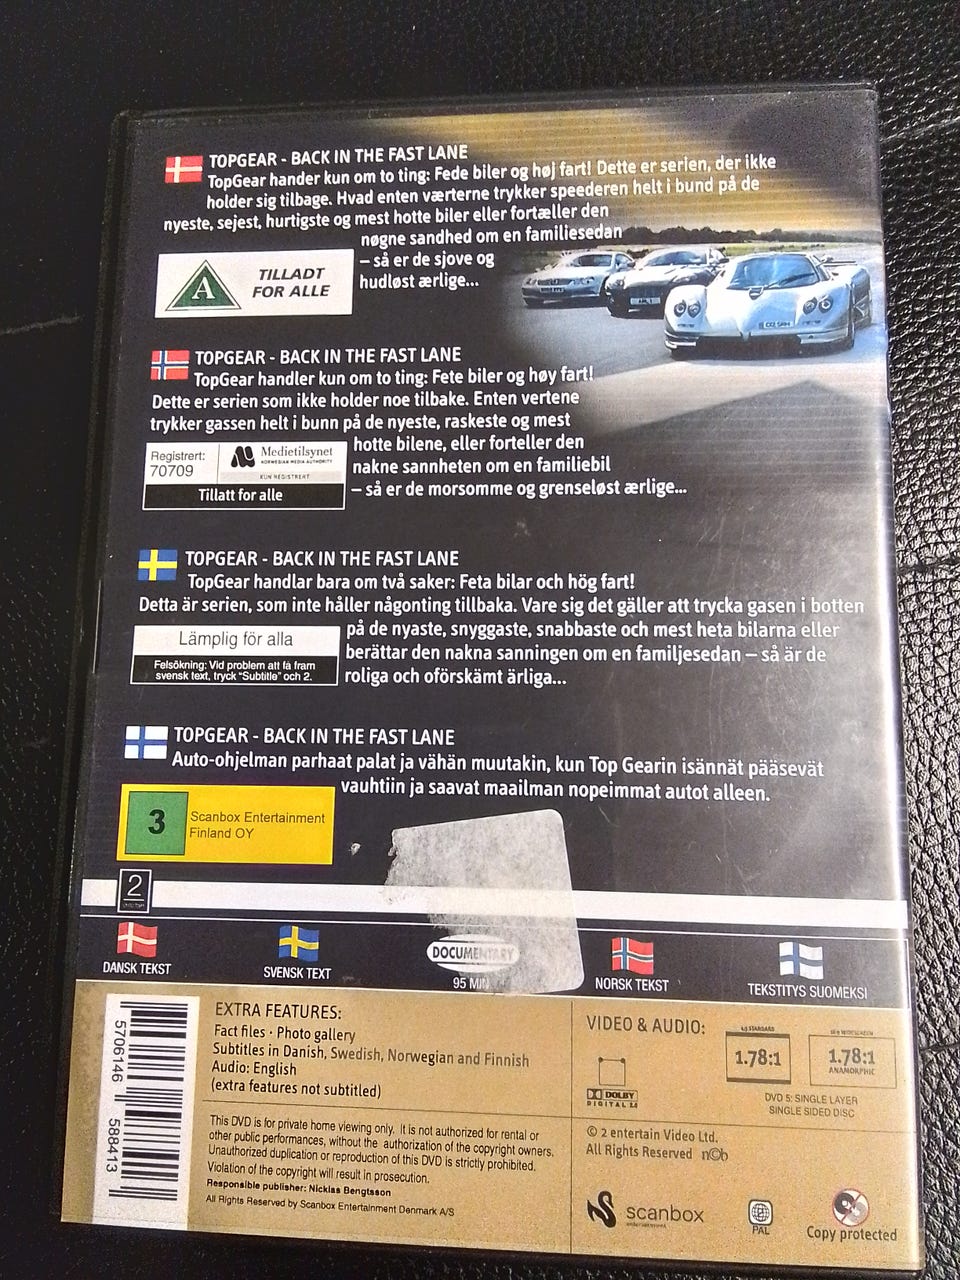 TOPGEAR - BACK IN THE FAST LANE
TopGear hander kun om to ting: Fede biler og høj fart! Dette er serien, der ikke
holder sig tilbage. Hvad enten værterne trykker speederen helt i bund på de
nyeste, sejest, hurtigste og mest hotte biler eller fortæller den
nøgne sandhed om en familiesedan
– så er de sjove og
hudløst ærlige...
A
TILLADT
FOR ALLE
TOPGEAR - BACK IN THE FAST LANE
TopGear handler kun om to ting: Fete biler og høy fart!
Dette er serien som ikke holder noe tilbake. Enten vertene
trykker gassen helt i bunn på de nyeste, raskeste og mest
hotte bilene, eller forteller den
nakne sannheten om en familiebil
– så er de morsomme og grenseløst ærlige...
Registrert:
70709
Medietilsynet
NORWEGIAN MEDIA AUTHORITY
KUN REGISTRERT
Tillatt for alle
TOPGEAR - BACK IN THE FAST LANE
TopGear handlar bara om två saker: Feta bilar och hög fart!
Detta är serien, som inte håller någonting tillbaka. Vare sig det gäller att trycka gasen i botten
på de nyaste, snyggaste, snabbaste och mest heta bilarna eller
berättar den nakna sanningen om en familjesedan – så är de
roliga och oförskämt ärliga...
Lämplig för alla
Felsökning: Vid problem att få fram
svensk text, tryck "Subtitle" och 2.
TOPGEAR - BACK IN THE FAST LANE
Auto-ohjelman parhaat palat ja vähän muutakin, kun Top Gearin isännät pääsevät
vauhtiin ja saavat maailman nopeimmat autot alleen.
3
Scanbox Entertainment
Finland OY
2
DANSK TEKST
SVENSK TEXT
DOCUMENTARY
95 MIN
NORSK TEKST
TEKSTITYS SUOMEKSI
5706146 588413
EXTRA FEATURES:
Fact files · Photo gallery
Subtitles in Danish, Swedish, Norwegian and Finnish
Audio: English
(extra features not subtitled)
This DVD is for private home viewing only. It is not authorized for rental or
other public performances, without the authorization of the copyright owners.
Unauthorized duplication or reproduction of this DVD is strictly prohibited.
Violation of the copyright will result in prosecution.
Responsible publisher: Nicklas Bengtsson
All Rights Reserved by Scanbox Entertainment Denmark A/S
VIDEO & AUDIO:
DOLBY
DIGITAL 2.0
1.78:1
16:9 WIDESCREEN
1.78:1
ANAMORPHIC
DVD 5: SINGLE LAYER
SINGLE SIDED DISC
© 2 entertain Video Ltd.
All Rights Reserved
ncb
scanbox
entertainment
PAL
Copy protected